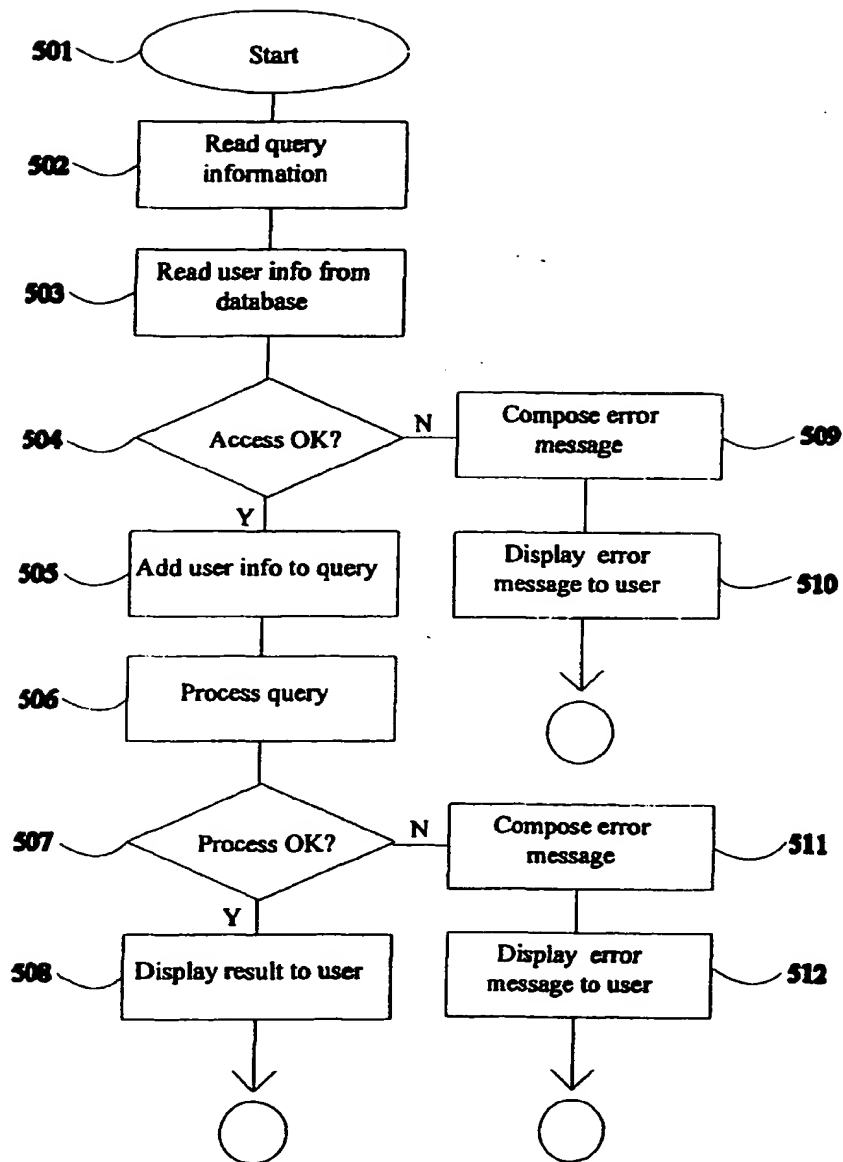 501
Start
502
Read query
information
503
Read user info from
database
504
Access OK?
N
Compose error
message
509
Y
505
Add user info to query
Display error
message to user
510
506
Process query
507
Process OK?
N
Compose error
message
511
Y
508
Display result to user
Display error
message to user
512